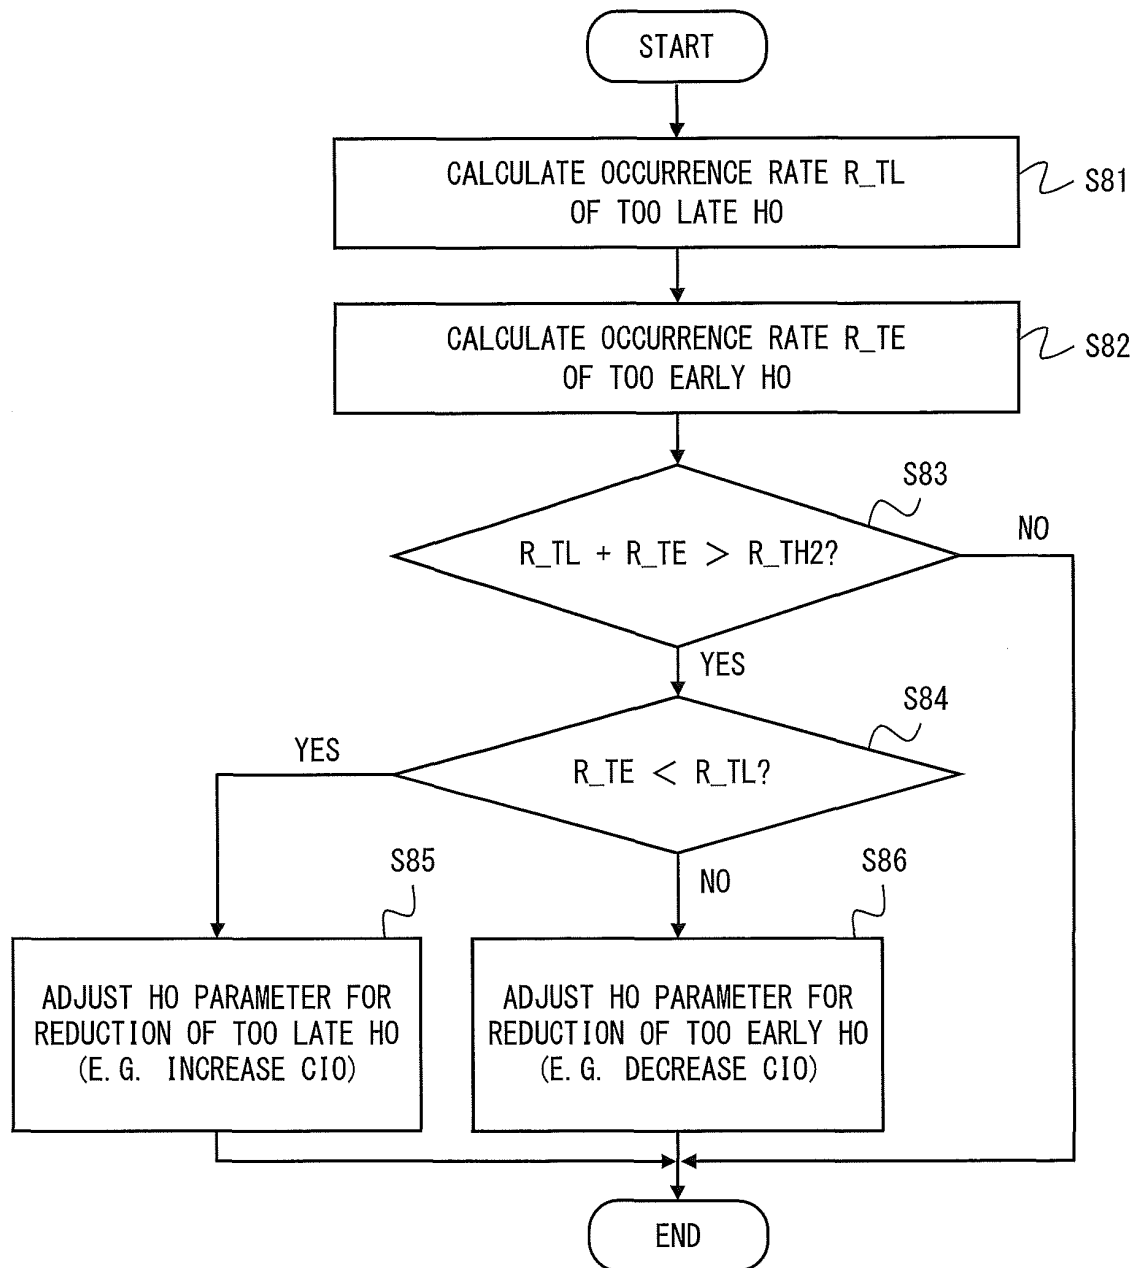 START
CALCULATE OCCURRENCE RATE R_TL
OF TOO LATE HO
S81
CALCULATE OCCURRENCE RATE R_TE
OF TOO EARLY HO
S82
S83
R_TL + R_TE > R_TH2?
NO
YES
S84
R_TE < R_TL?
YES
NO
S85
ADJUST HO PARAMETER FOR
REDUCTION OF TOO LATE HO
(E.G. INCREASE CIO)
S86
ADJUST HO PARAMETER FOR
REDUCTION OF TOO EARLY HO
(E.G. DECREASE CIO)
END